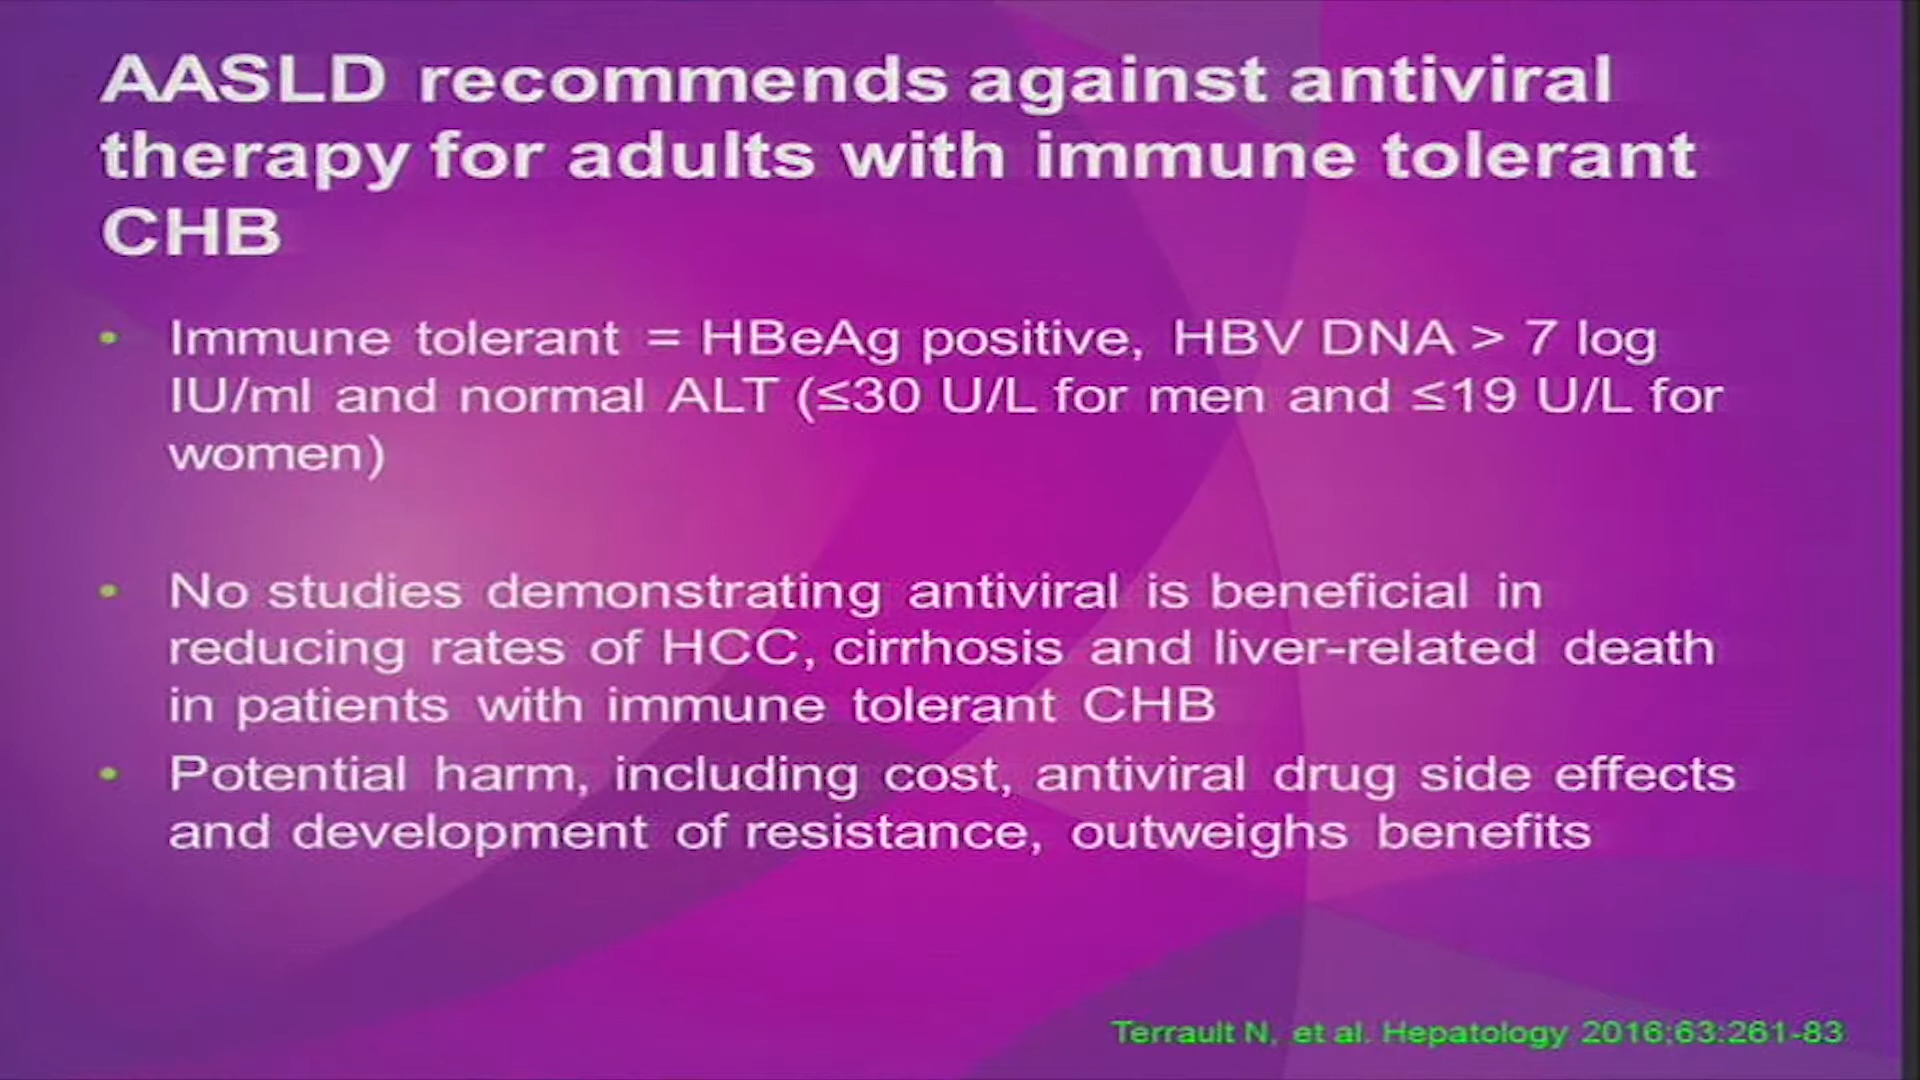 AASLD recommends against antiviral
therapy for adults with immune tolerant
CHB
• Immune tolerant = HBeAg positive, HBV DNA > 7 log
IU/ml and normal ALT (≤30 U/L for men and ≤19 U/L for
women)
• No studies demonstrating antiviral is beneficial in
reducing rates of HCC, cirrhosis and liver-related death
in patients with immune tolerant CHB
• Potential harm, including cost, antiviral drug side effects
and development of resistance, outweighs benefits
Terrault N, et al. Hepatology 2016;63:261-83